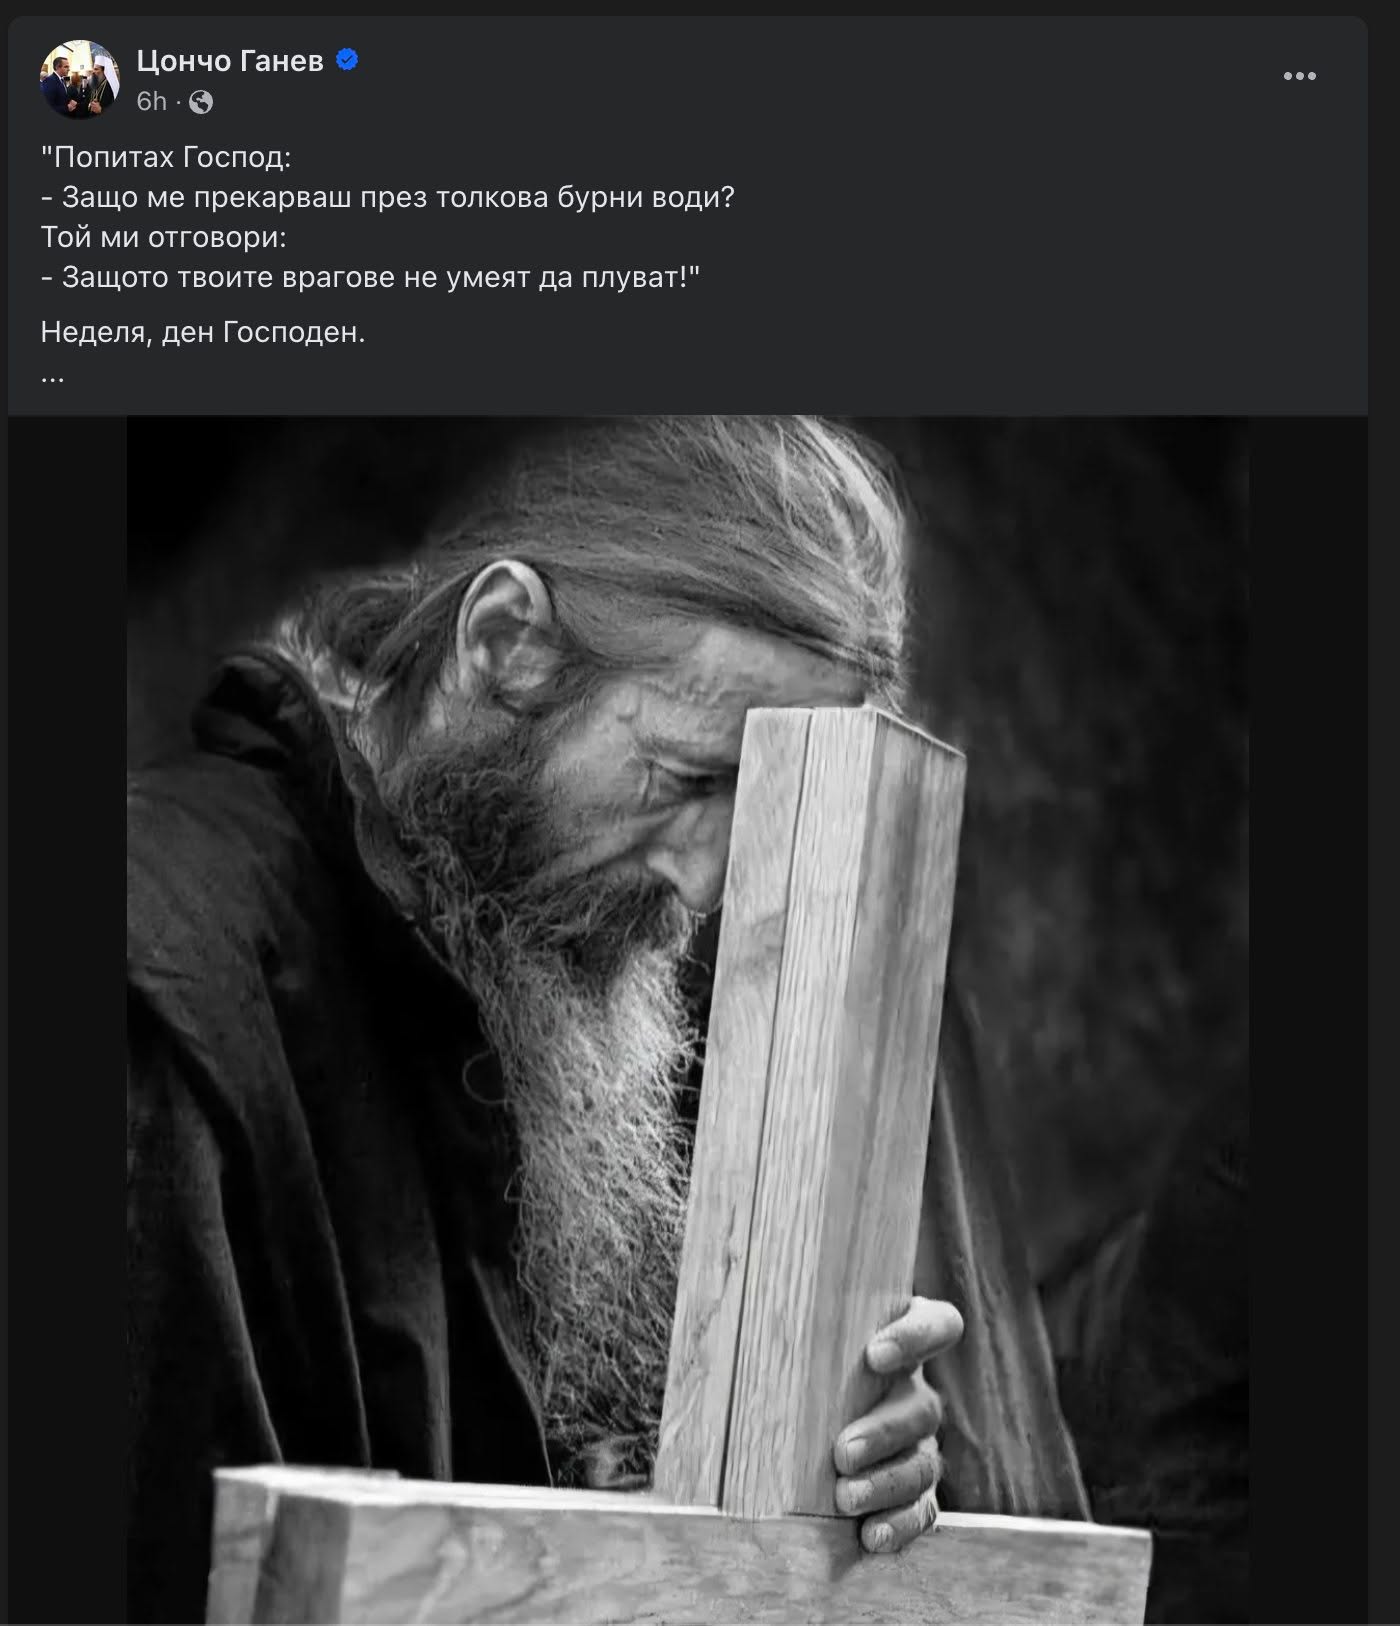 Цончо Ганев
6h ·
"Попитах Господ:
- Защо ме прекарваш през толкова бурни води?
Той ми отговори:
- Защото твоите врагове не умеят да плуват!"
Неделя, ден Господен.
...